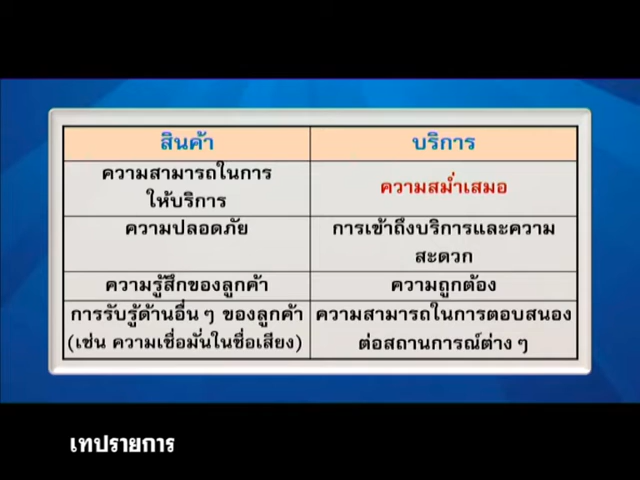 สินค้า บริการ
ความสามารถในการ
ให้บริการ
ความสม่ำเสมอ
ความปลอดภัย
การเข้าถึงบริการและความ
สะดวก
ความรู้สึกของลูกค้า
ความถูกต้อง
การรับรู้ด้านอื่น ๆ ของลูกค้า
(เช่น ความเชื่อมั่นในชื่อเสียง)
ความสามารถในการตอบสนอง
ต่อสถานการณ์ต่าง ๆ
เทปรายการ